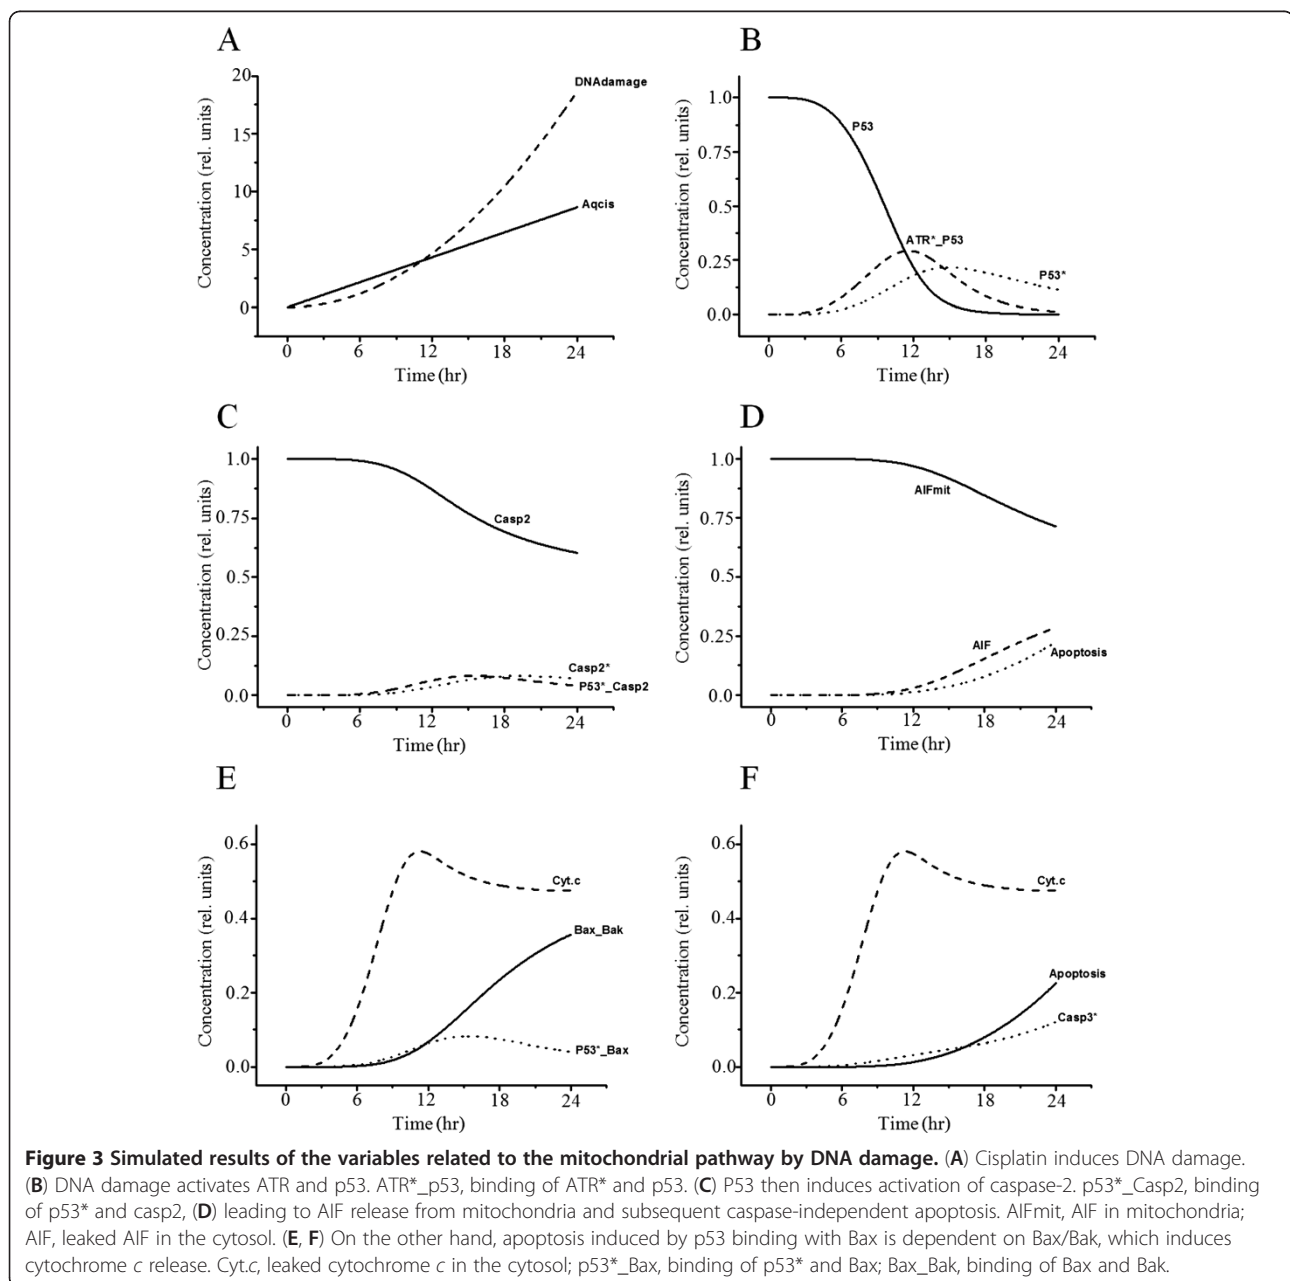 A
20
15
10
5
0
Concentration (rel. units)
DNAdamage
Aqcis
0 6 12 18 24
Time (hr)
B
1.0
0.75
0.5
0.25
0.0
Concentration (rel. units)
P53
ATR*_P53
P53*
0 6 12 18 24
Time (hr)
C
1.0
0.75
0.5
0.25
0.0
Concentration (rel. units)
Casp2
Casp2*
P53*_Casp2
0 6 12 18 24
Time (hr)
D
1.0
0.75
0.5
0.25
0.0
Concentration (rel. units)
AIFmit
AIF
Apoptosis
0 6 12 18 24
Time (hr)
E
0.6
0.4
0.2
0.0
Concentration (rel. units)
Cyt.c
Bax_Bak
P53*_Bax
0 6 12 18 24
Time (hr)
F
0.6
0.4
0.2
0.0
Concentration (rel. units)
Cyt.c
Apoptosis
Casp3*
0 6 12 18 24
Time (hr)
Figure 3 Simulated results of the variables related to the mitochondrial pathway by DNA damage. (A) Cisplatin induces DNA damage.
(B) DNA damage activates ATR and p53. ATR*_p53, binding of ATR* and p53. (C) P53 then induces activation of caspase-2. p53*_Casp2, binding
of p53* and casp2, (D) leading to AIF release from mitochondria and subsequent caspase-independent apoptosis. AIFmit, AIF in mitochondria;
AIF, leaked AIF in the cytosol. (E, F) On the other hand, apoptosis induced by p53 binding with Bax is dependent on Bax/Bak, which induces
cytochrome c release. Cyt.c, leaked cytochrome c in the cytosol; p53*_Bax, binding of p53* and Bax; Bax_Bak, binding of Bax and Bak.